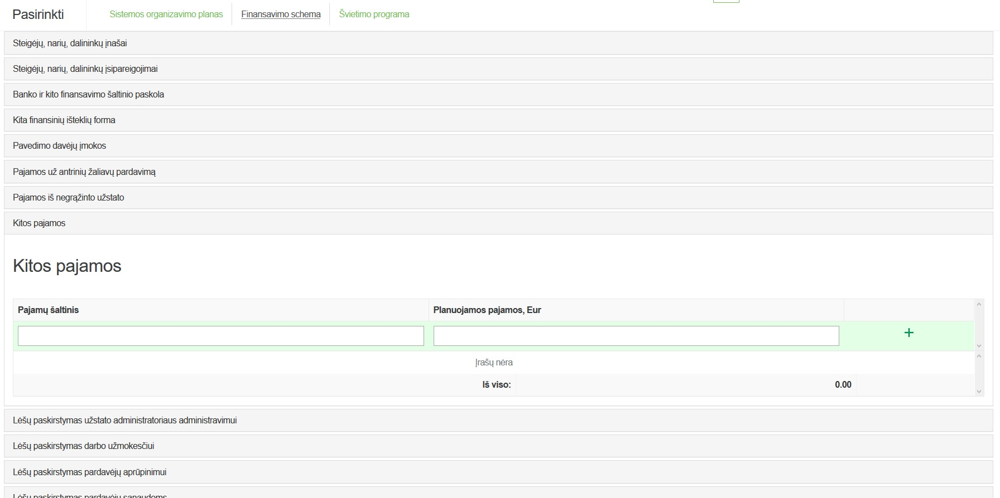 Pasirinkti
Sistemos organizavimo planas
Finansavimo schema
Švietimo programa
Steigėjų, narių, dalininkų įnašai
Steigėjų, narių, dalininkų įsipareigojimai
Banko ir kito finansavimo šaltinio paskola
Kita finansinių išteklių forma
Pavedimo davėjų įmokos
Pajamos už antrinių žaliavų pardavimą
Pajamos iš negrąžinto užstato
Kitos pajamos
Kitos pajamos
Pajamų šaltinis
Planuojamos pajamos, Eur
Įrašų nėra
Iš viso:
0.00
Lėšų paskirstymas užstato administratoriaus administravimui
Lėšų paskirstymas darbo užmokesčiui
Lėšų paskirstymas pardavėjų aprūpinimui
Lėšų paskirstymas pardavėjų sąnaudoms